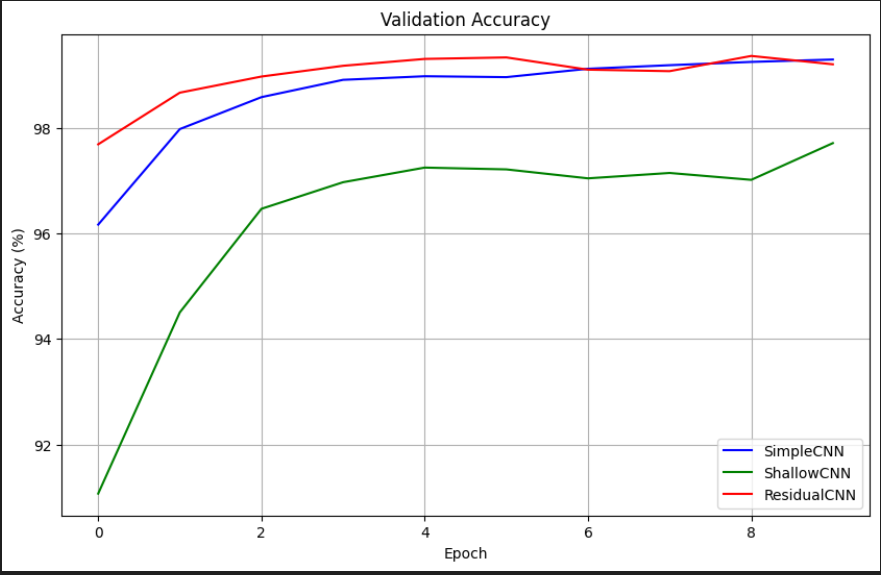 Validation Accuracy
Accuracy (%)
98
96
94
92
0
2
4
6
8
Epoch
SimpleCNN
ShallowCNN
ResidualCNN